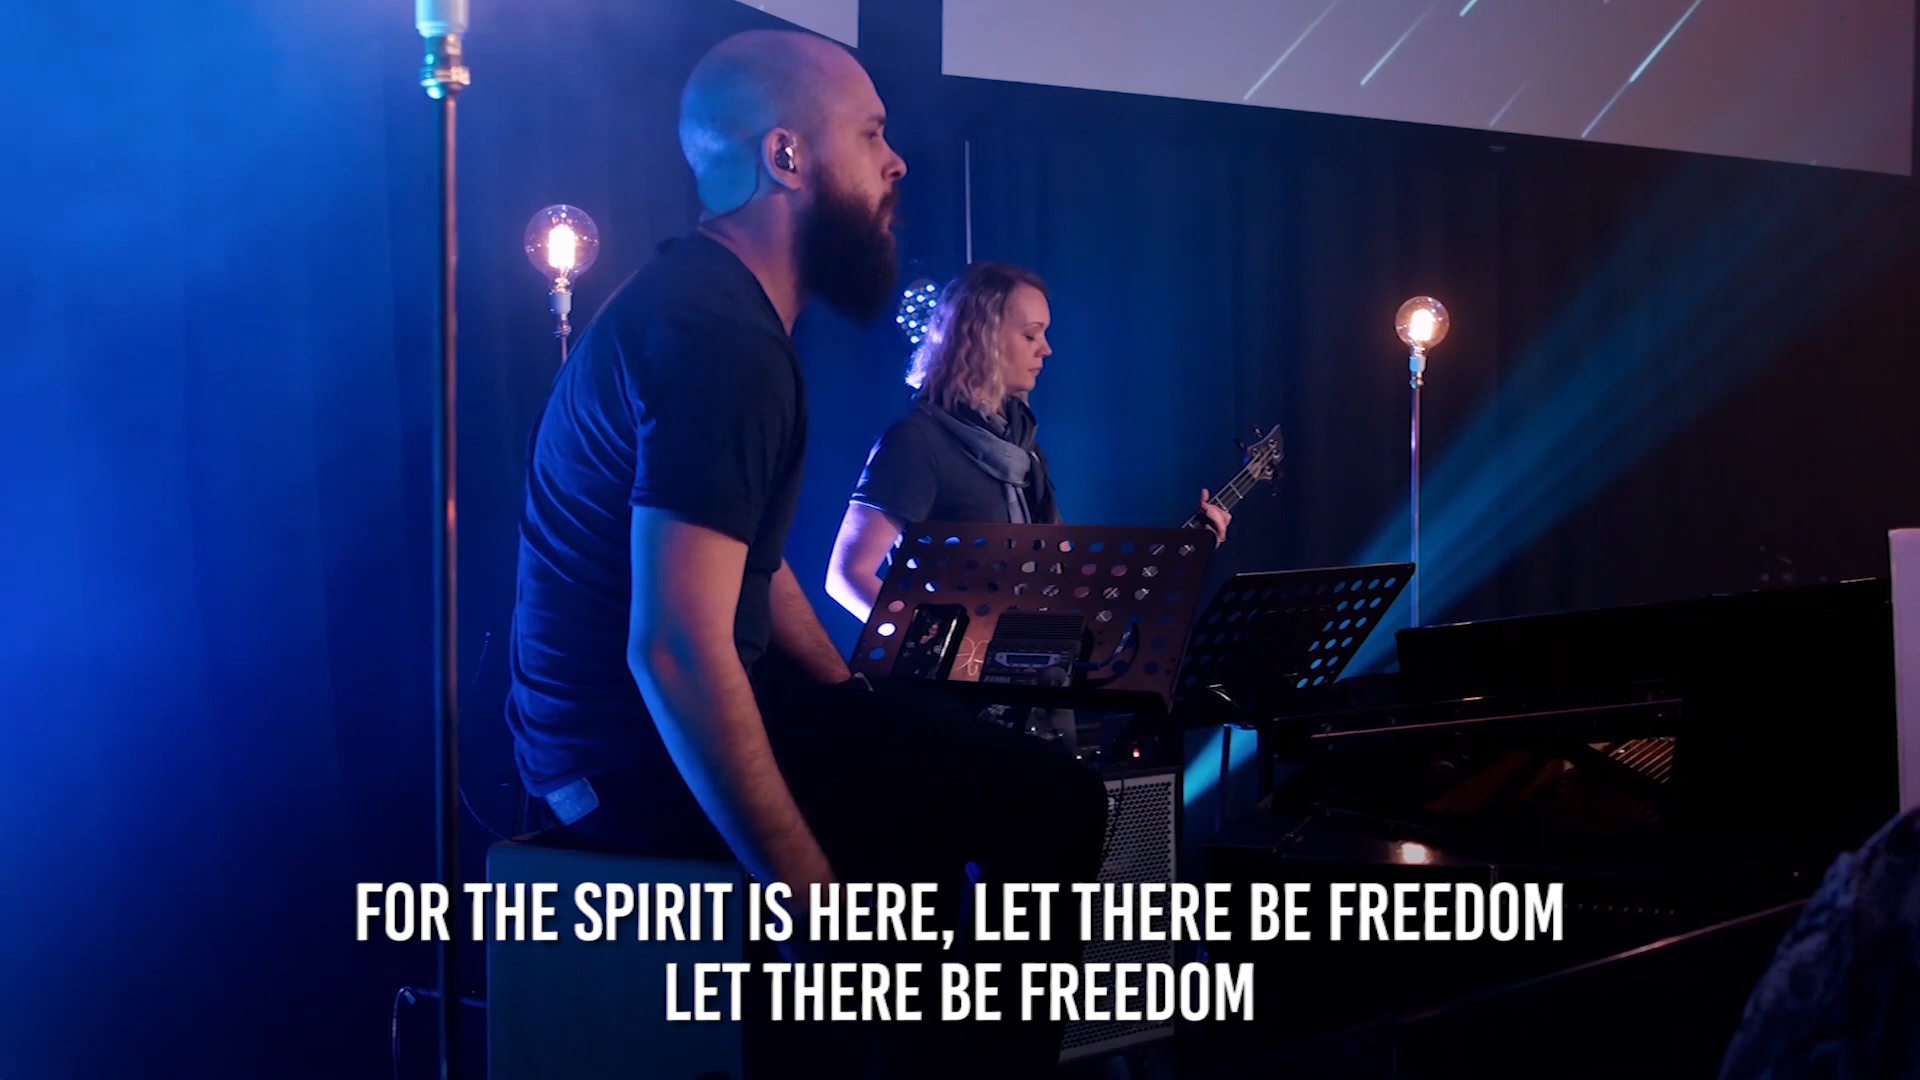 FOR THE SPIRIT IS HERE, LET THERE BE FREEDOM
LET THERE BE FREEDOM